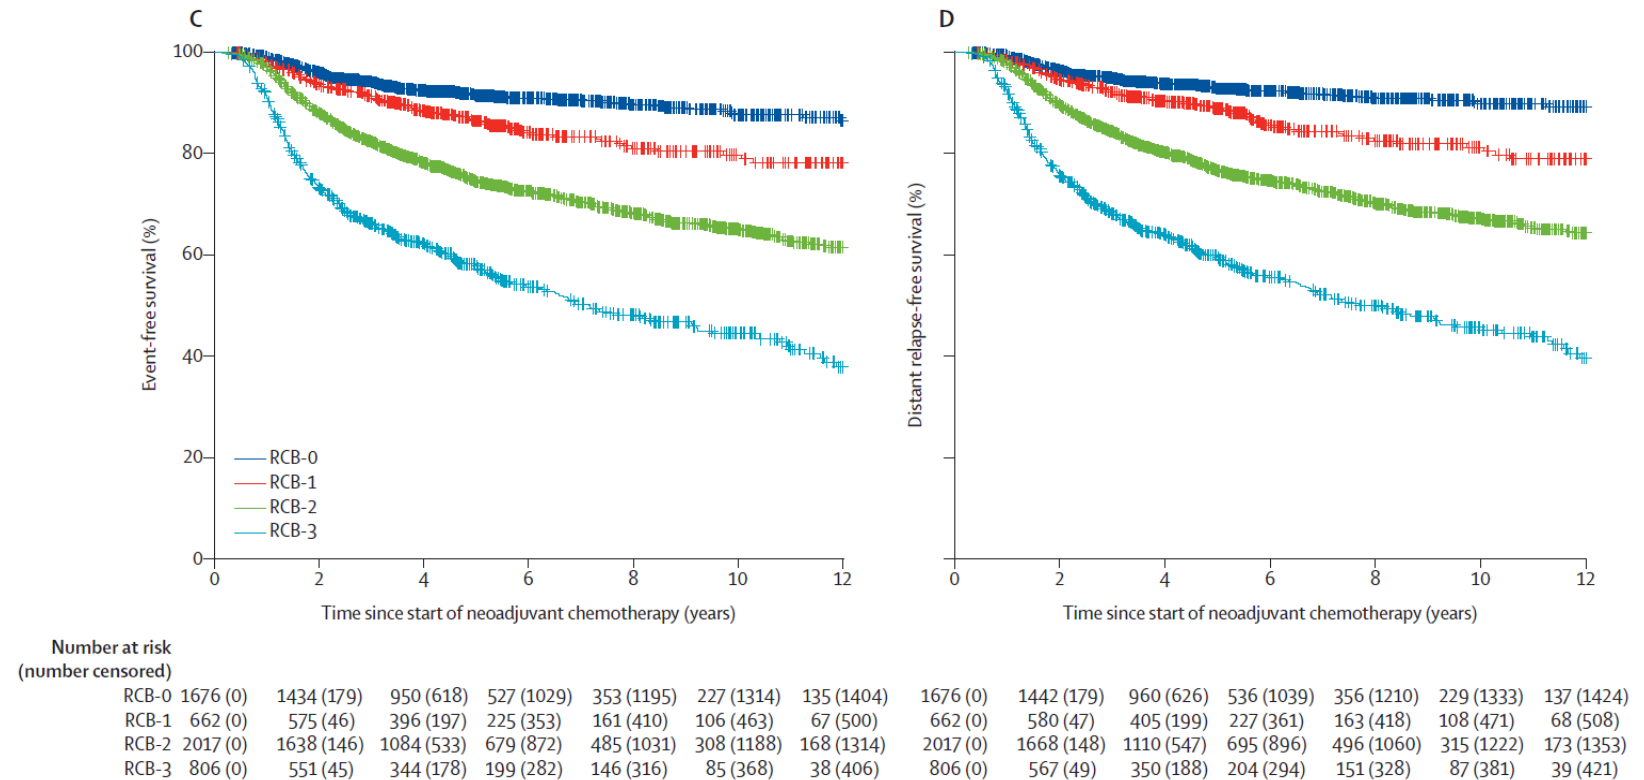 C
D
100
80
60
40
20
0
Event-free survival (%)
Distant relapse-free survival (%)
RCB-0
RCB-1
RCB-2
RCB-3
0 2 4 6 8 10 12
0 2 4 6 8 10 12
Time since start of neoadjuvant chemotherapy (years)
Time since start of neoadjuvant chemotherapy (years)
Number at risk
(number censored)
RCB-0 1676 (0) 1434 (179) 950 (618) 527 (1029) 353 (1195) 227 (1314) 135 (1404) 1676 (0) 1442 (179) 960 (626) 536 (1039) 356 (1210) 229 (1333) 137 (1424)
RCB-1 662 (0) 575 (46) 396 (197) 225 (353) 161 (410) 106 (463) 67 (500) 662 (0) 580 (47) 405 (199) 227 (361) 163 (418) 108 (471) 68 (508)
RCB-2 2017 (0) 1638 (146) 1084 (533) 679 (872) 485 (1031) 308 (1188) 168 (1314) 2017 (0) 1668 (148) 1110 (547) 695 (896) 496 (1060) 315 (1222) 173 (1353)
RCB-3 806 (0) 551 (45) 344 (178) 199 (282) 146 (316) 85 (368) 38 (406) 806 (0) 567 (49) 350 (188) 204 (294) 151 (328) 87 (381) 39 (421)